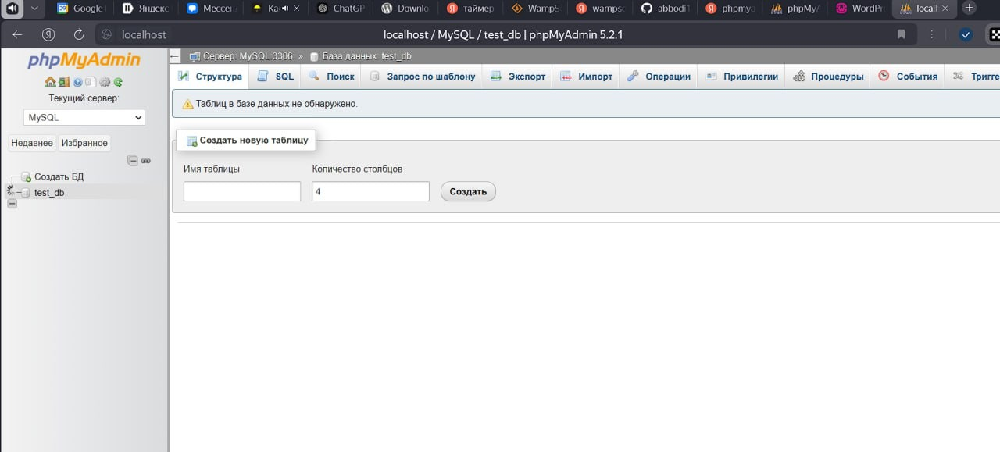 Google
Яндекс
Мессен
Ка
ChatGP
Downlo
таймер
WampS
wampse
abbodi1
phpmya
phpMyA
WordPr
localh
localhost
localhost / MySQL / test_db | phpMyAdmin 5.2.1
phpMyAdmin
Текущий сервер:
MySQL
Недавнее Избранное
Создать БД
test_db
Сервер: MySQL:3306 » База данных: test_db
Структура SQL Поиск Запрос по шаблону Экспорт Импорт Операции Привилегии Процедуры События Тригге
Таблиц в базе данных не обнаружено.
Создать новую таблицу
Имя таблицы Количество столбцов
4 Создать